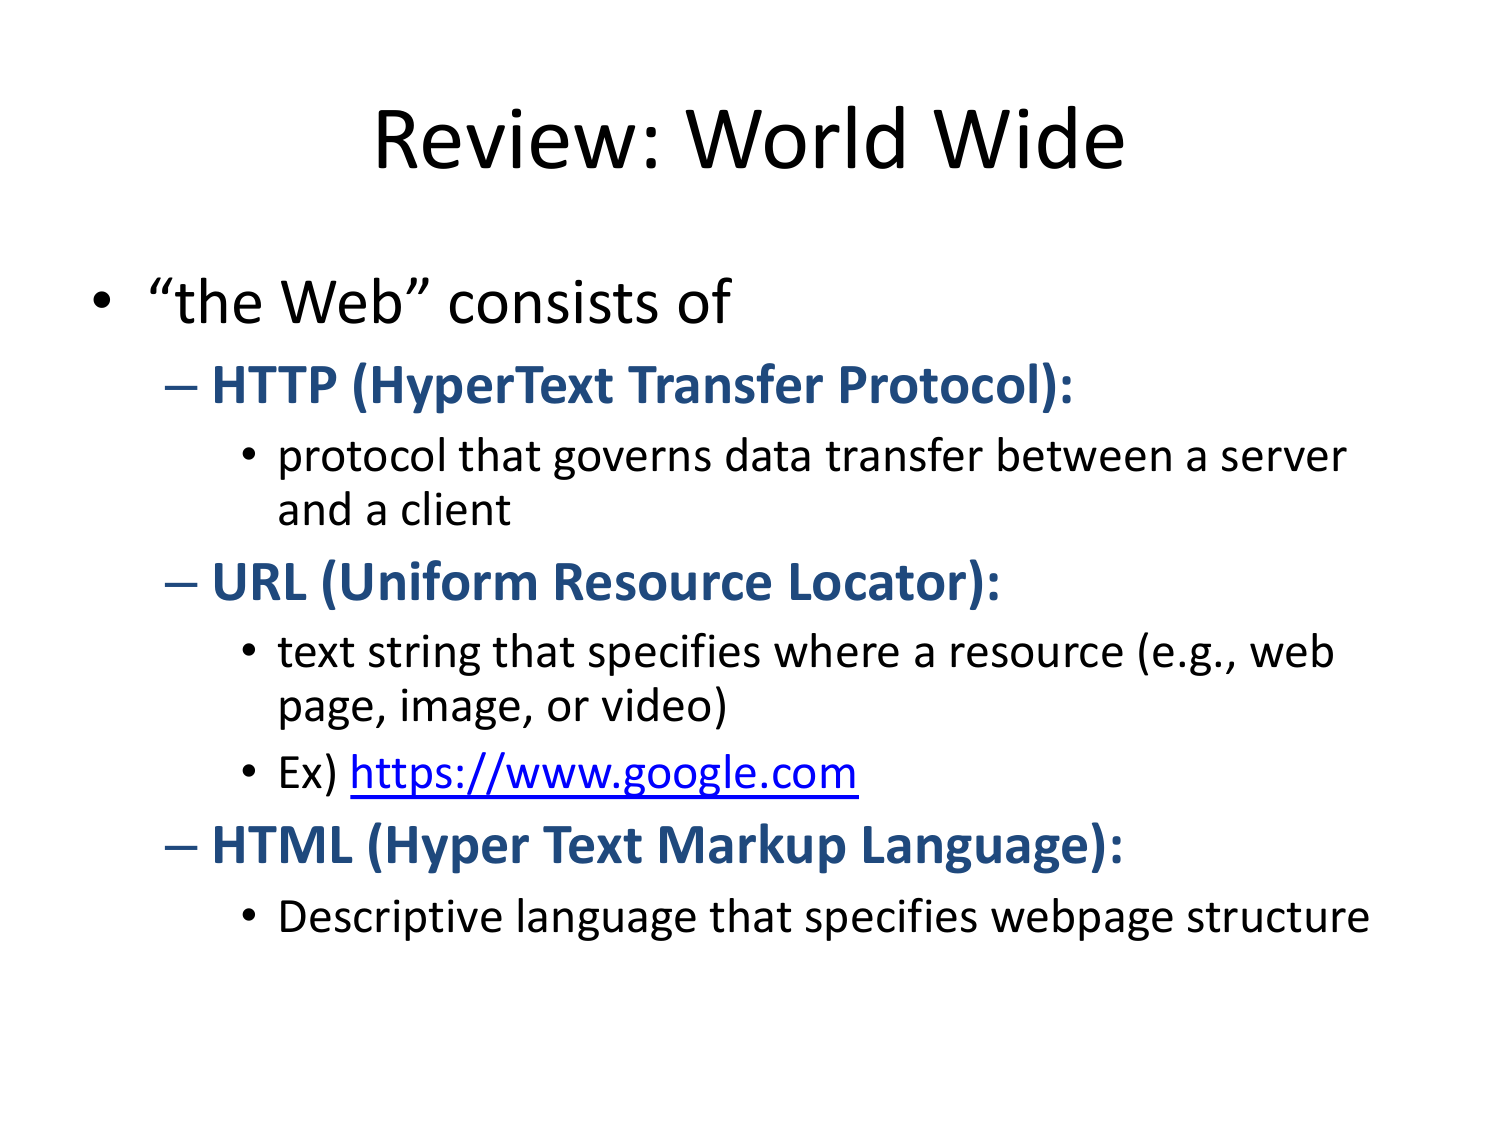 Review: World Wide
• “the Web” consists of
– HTTP (HyperText Transfer Protocol):
• protocol that governs data transfer between a server
and a client
– URL (Uniform Resource Locator):
• text string that specifies where a resource (e.g., web
page, image, or video)
• Ex) https://www.google.com
– HTML (Hyper Text Markup Language):
• Descriptive language that specifies webpage structure